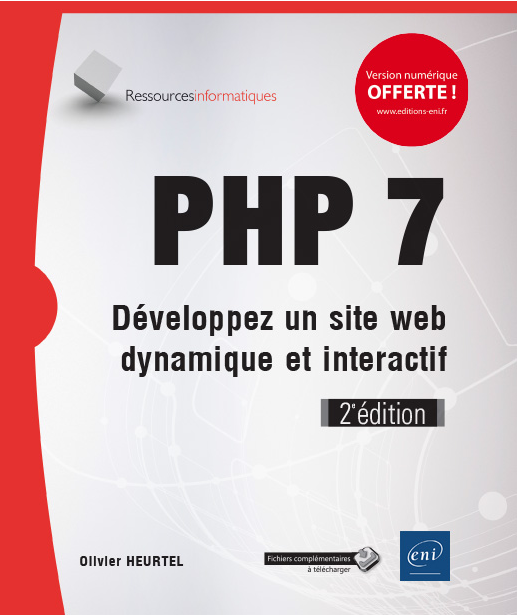 Ressourcesinformatiques
Version numérique
OFFERTE !
www.editions-eni.fr
PHP 7
Développez un site web
dynamique et interactif
2e édition
Olivier HEURTEL
Fichiers complémentaires
à télécharger
eni